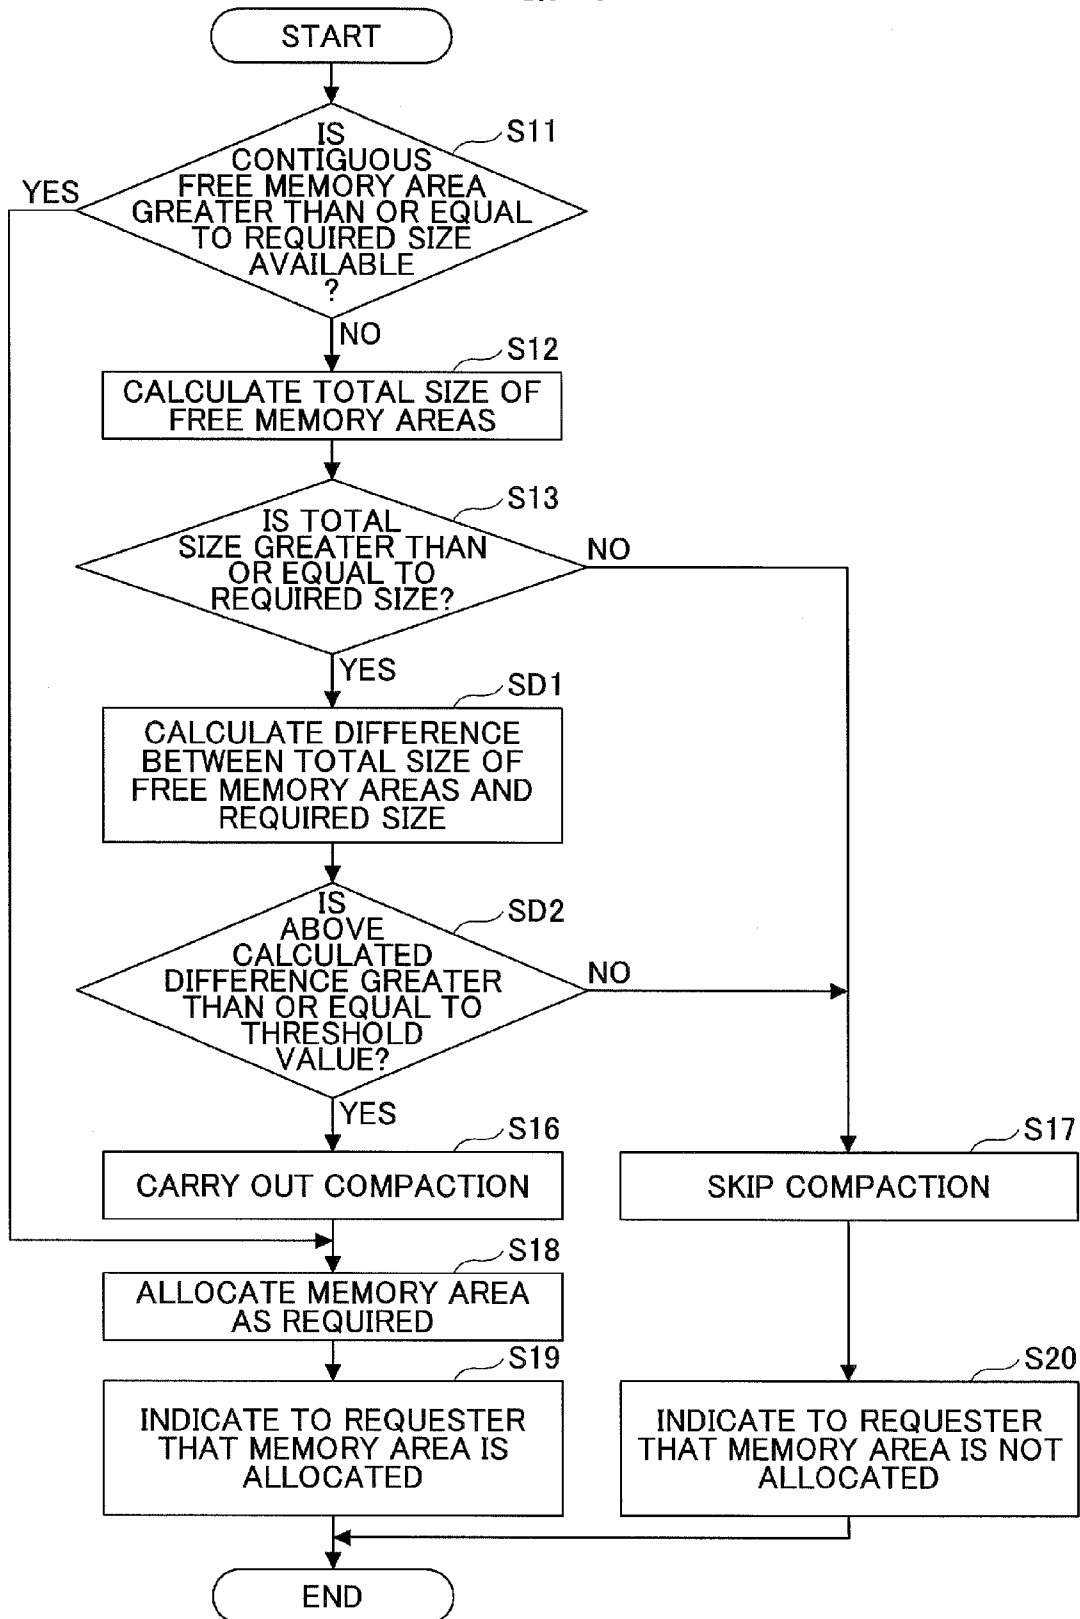 START
IS
CONTIGUOUS
FREE MEMORY AREA
GREATER THAN OR EQUAL
TO REQUIRED SIZE
AVAILABLE
?
S11
YES
NO
S12
CALCULATE TOTAL SIZE OF
FREE MEMORY AREAS
S13
IS TOTAL
SIZE GREATER THAN
OR EQUAL TO
REQUIRED SIZE?
NO
YES
SD1
CALCULATE DIFFERENCE
BETWEEN TOTAL SIZE OF
FREE MEMORY AREAS AND
REQUIRED SIZE
SD2
IS
ABOVE
CALCULATED
DIFFERENCE GREATER
THAN OR EQUAL TO
THRESHOLD
VALUE?
NO
YES
S16
CARRY OUT COMPACTION
S17
SKIP COMPACTION
S18
ALLOCATE MEMORY AREA
AS REQUIRED
S19
INDICATE TO REQUESTER
THAT MEMORY AREA IS
ALLOCATED
S20
INDICATE TO REQUESTER
THAT MEMORY AREA IS NOT
ALLOCATED
END